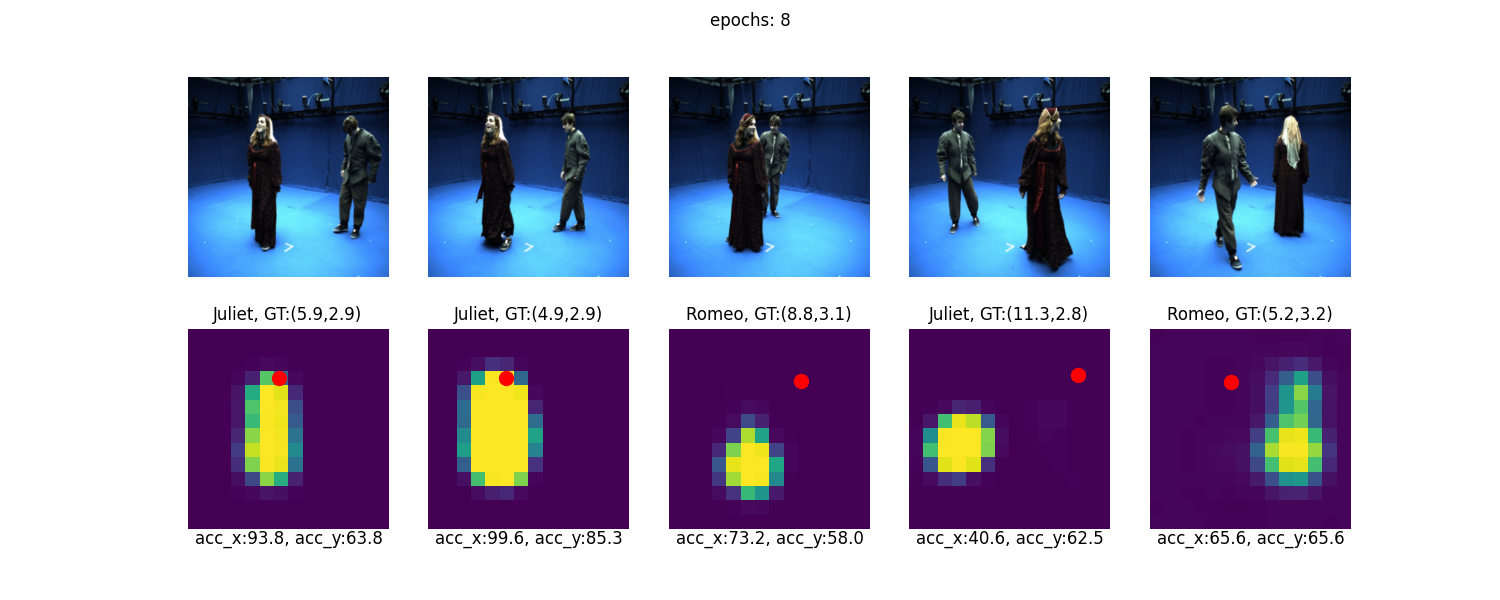 epochs: 8
Juliet, GT:(5.9,2.9)
Juliet, GT:(4.9,2.9)
Romeo, GT:(8.8,3.1)
Juliet, GT:(11.3,2.8)
Romeo, GT:(5.2,3.2)
acc_x:93.8, acc_y:63.8
acc_x:99.6, acc_y:85.3
acc_x:73.2, acc_y:58.0
acc_x:40.6, acc_y:62.5
acc_x:65.6, acc_y:65.6